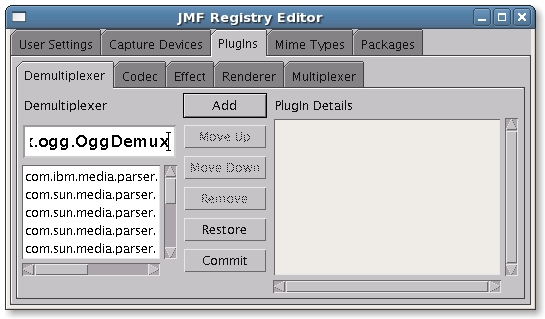 JMF Registry Editor
User Settings Capture Devices PlugIns Mime Types Packages
Demultiplexer Codec Effect Renderer Multiplexer
Demultiplexer Add PlugIn Details
.ogg.OggDemux Move Up
Move Down
com.ibm.media.parser.
com.sun.media.parser. Remove
com.sun.media.parser.
com.sun.media.parser. Restore
com.sun.media.parser. Commit